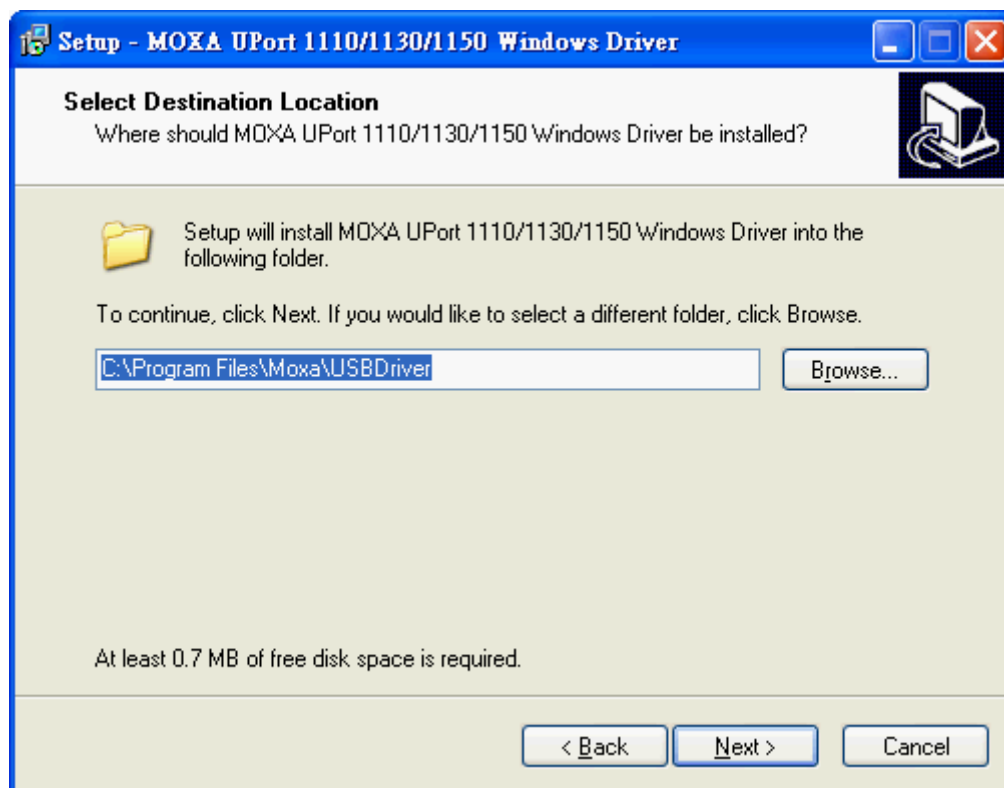 Setup - MOXA UPort 1110/1130/1150 Windows Driver
Select Destination Location
Where should MOXA UPort 1110/1130/1150 Windows Driver be installed?
Setup will install MOXA UPort 1110/1130/1150 Windows Driver into the
following folder.
To continue, click Next. If you would like to select a different folder, click Browse.
C:\Program Files\Moxa\USBDriver
Browse...
At least 0.7 MB of free disk space is required.
< Back
Next >
Cancel